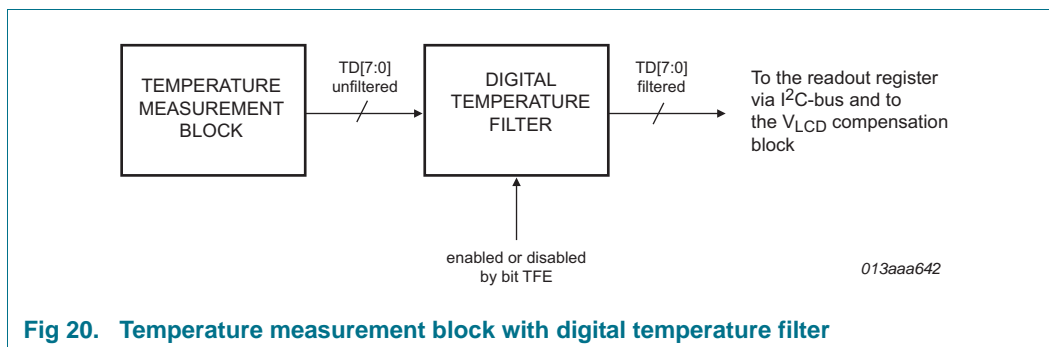 TEMPERATURE
MEASUREMENT
BLOCK
TD[7:0]
unfiltered
DIGITAL
TEMPERATURE
FILTER
TD[7:0]
filtered
To the readout register
via I2C-bus and to
the VLCD compensation
block
enabled or disabled
by bit TFE
013aaa642
Fig 20. Temperature measurement block with digital temperature filter